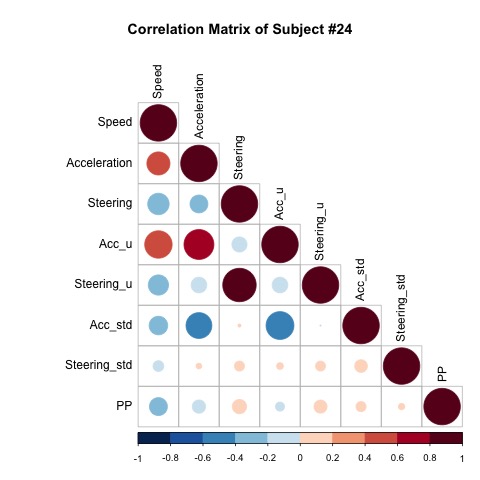 Correlation Matrix of Subject #24
Speed
Acceleration
Steering
Acc_u
Steering_u
Acc_std
Steering_std
PP
Speed
Acceleration
Steering
Acc_u
Steering_u
Acc_std
Steering_std
PP
-1 -0.8 -0.6 -0.4 -0.2 0 0.2 0.4 0.6 0.8 1